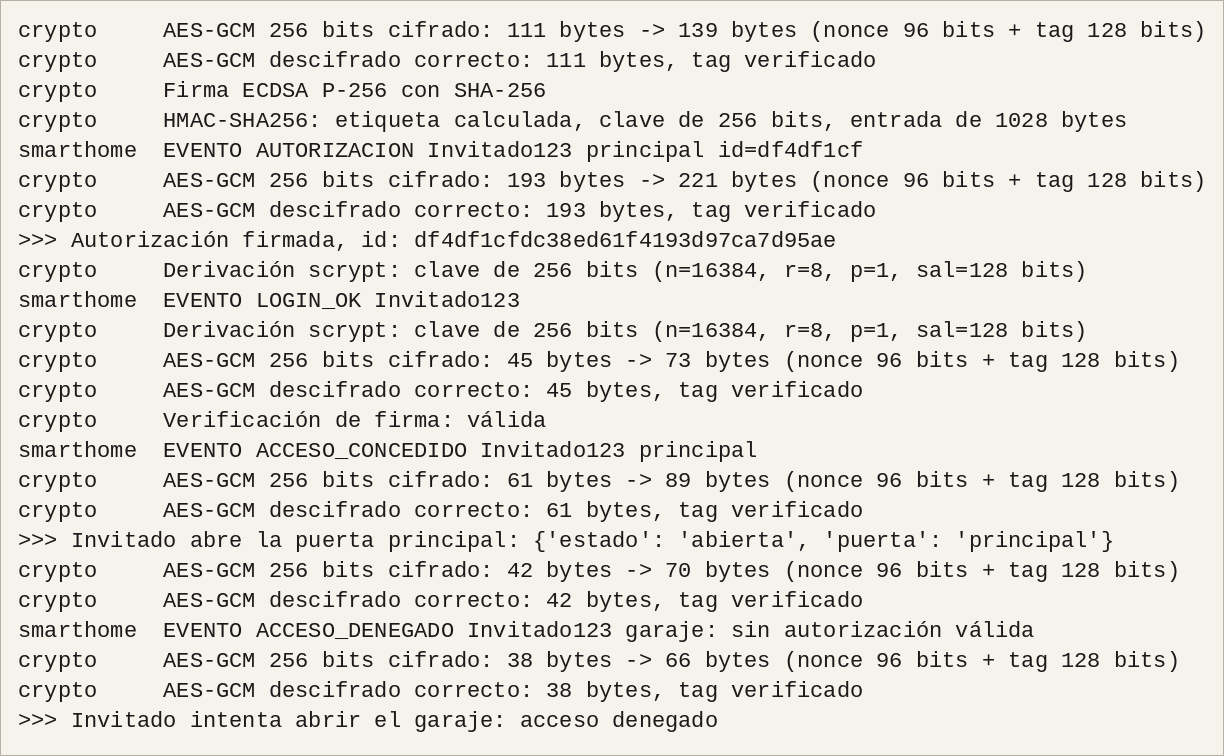 crypto     AES-GCM 256 bits cifrado: 111 bytes -> 139 bytes (nonce 96 bits + tag 128 bits)
crypto     AES-GCM descifrado correcto: 111 bytes, tag verificado
crypto     Firma ECDSA P-256 con SHA-256
crypto     HMAC-SHA256: etiqueta calculada, clave de 256 bits, entrada de 1028 bytes
smarthome  EVENTO AUTORIZACION Invitado123 principal id=df4df1cf
crypto     AES-GCM 256 bits cifrado: 193 bytes -> 221 bytes (nonce 96 bits + tag 128 bits)
crypto     AES-GCM descifrado correcto: 193 bytes, tag verificado
>>> Autorización firmada, id: df4df1cfdc38ed61f4193d97ca7d95ae
crypto     Derivación scrypt: clave de 256 bits (n=16384, r=8, p=1, sal=128 bits)
smarthome  EVENTO LOGIN_OK Invitado123
crypto     Derivación scrypt: clave de 256 bits (n=16384, r=8, p=1, sal=128 bits)
crypto     AES-GCM 256 bits cifrado: 45 bytes -> 73 bytes (nonce 96 bits + tag 128 bits)
crypto     AES-GCM descifrado correcto: 45 bytes, tag verificado
crypto     Verificación de firma: válida
smarthome  EVENTO ACCESO_CONCEDIDO Invitado123 principal
crypto     AES-GCM 256 bits cifrado: 61 bytes -> 89 bytes (nonce 96 bits + tag 128 bits)
crypto     AES-GCM descifrado correcto: 61 bytes, tag verificado
>>> Invitado abre la puerta principal: {'estado': 'abierta', 'puerta': 'principal'}
crypto     AES-GCM 256 bits cifrado: 42 bytes -> 70 bytes (nonce 96 bits + tag 128 bits)
crypto     AES-GCM descifrado correcto: 42 bytes, tag verificado
smarthome  EVENTO ACCESO_DENEGADO Invitado123 garaje: sin autorización válida
crypto     AES-GCM 256 bits cifrado: 38 bytes -> 66 bytes (nonce 96 bits + tag 128 bits)
crypto     AES-GCM descifrado correcto: 38 bytes, tag verificado
>>> Invitado intenta abrir el garaje: acceso denegado